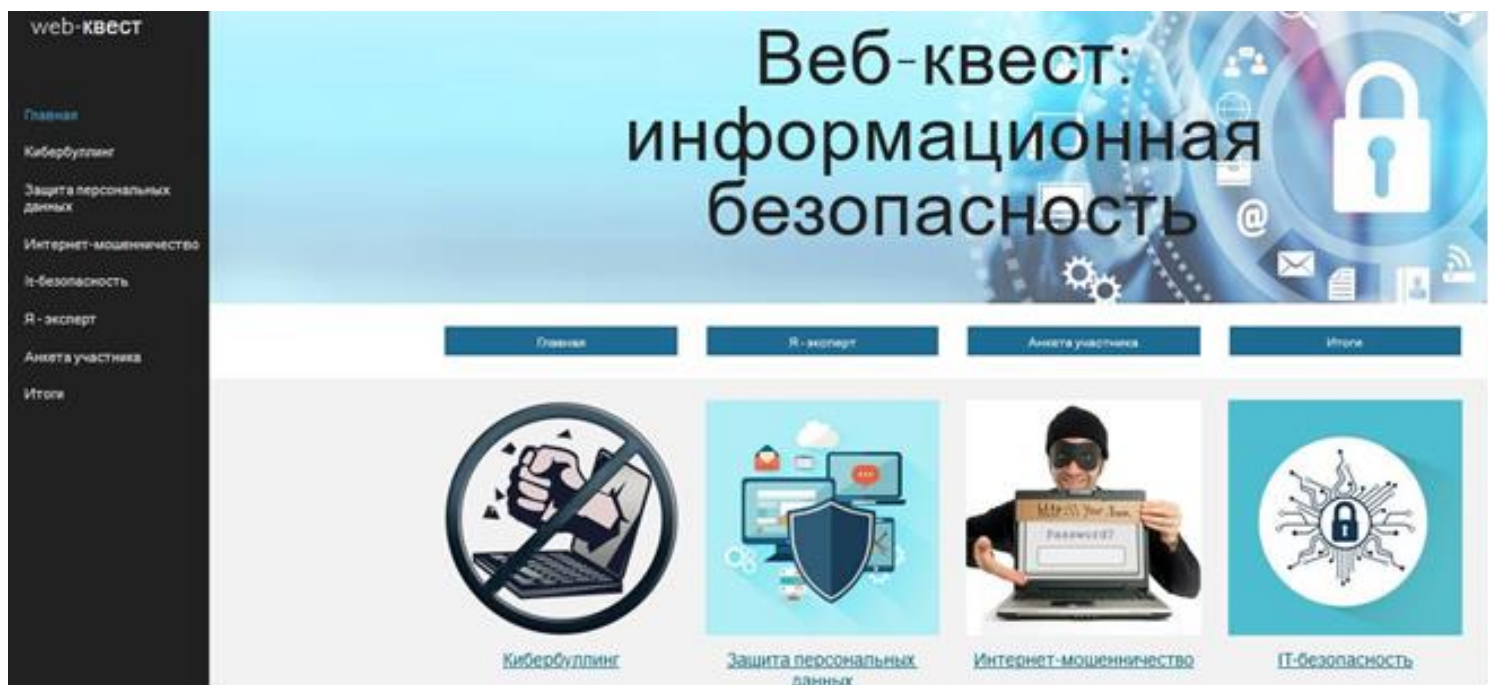 web-квест
Главная
Кибербуллинг
Защита персональных
данных
Интернет-мошенничество
It-безопасность
Я - эксперт
Анкета участника
Итоги
Веб-квест:
информационная
безопасность
Главная
Я - эксперт
Анкета участника
Итоги
@
Password?
Кибербуллинг
Защита персональных
данных
Интернет-мошенничество
IT-безопасность